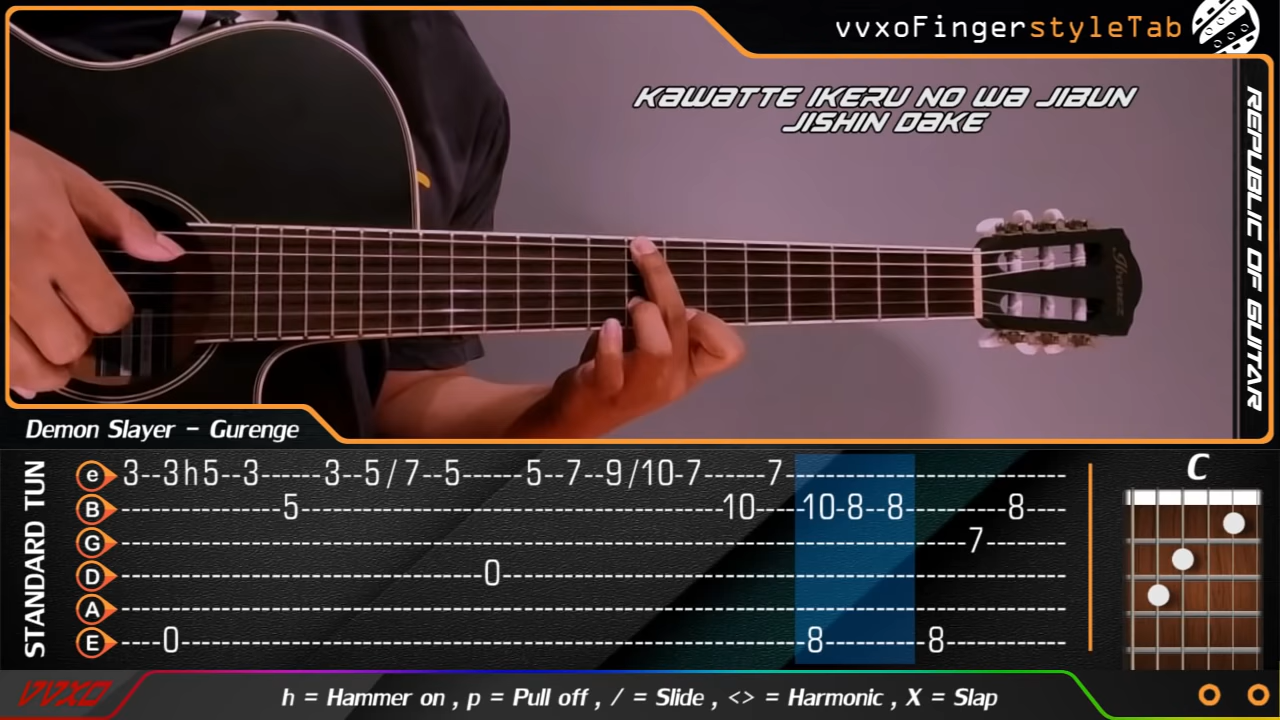 vvxoFingerstyleTab
KAWATTE IKERU NO WA JIBUN
JISHIN DAKE
REPUBLIC OF GUITAR
Ibanez
Demon Slayer - Gurenge
STANDARD TUN
e 3--3h5--3------3--5/7--5------5--7--9/10-7------7-----------------------------
B ----------------5-------------------------------------------10-----10-8--8----------8----
G ------------------------------------------------------------------------------------7--------
D ------------------------------------0-----------------------------------------------------------
A -----------------------------------------------------------------------------------------------
E ----0---------------------------------------------------------------8---------8-------------
C
VVXO
h = Hammer on , p = Pull off , / = Slide , <> = Harmonic , X = Slap